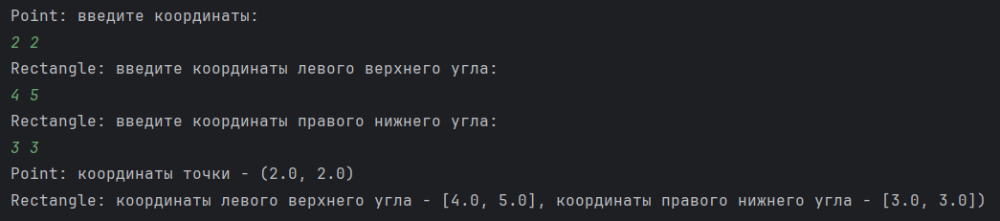 Point: введите координаты:
2 2
Rectangle: введите координаты левого верхнего угла:
4 5
Rectangle: введите координаты правого нижнего угла:
3 3
Point: координаты точки - (2.0, 2.0)
Rectangle: координаты левого верхнего угла - [4.0, 5.0], координаты правого нижнего угла - [3.0, 3.0])